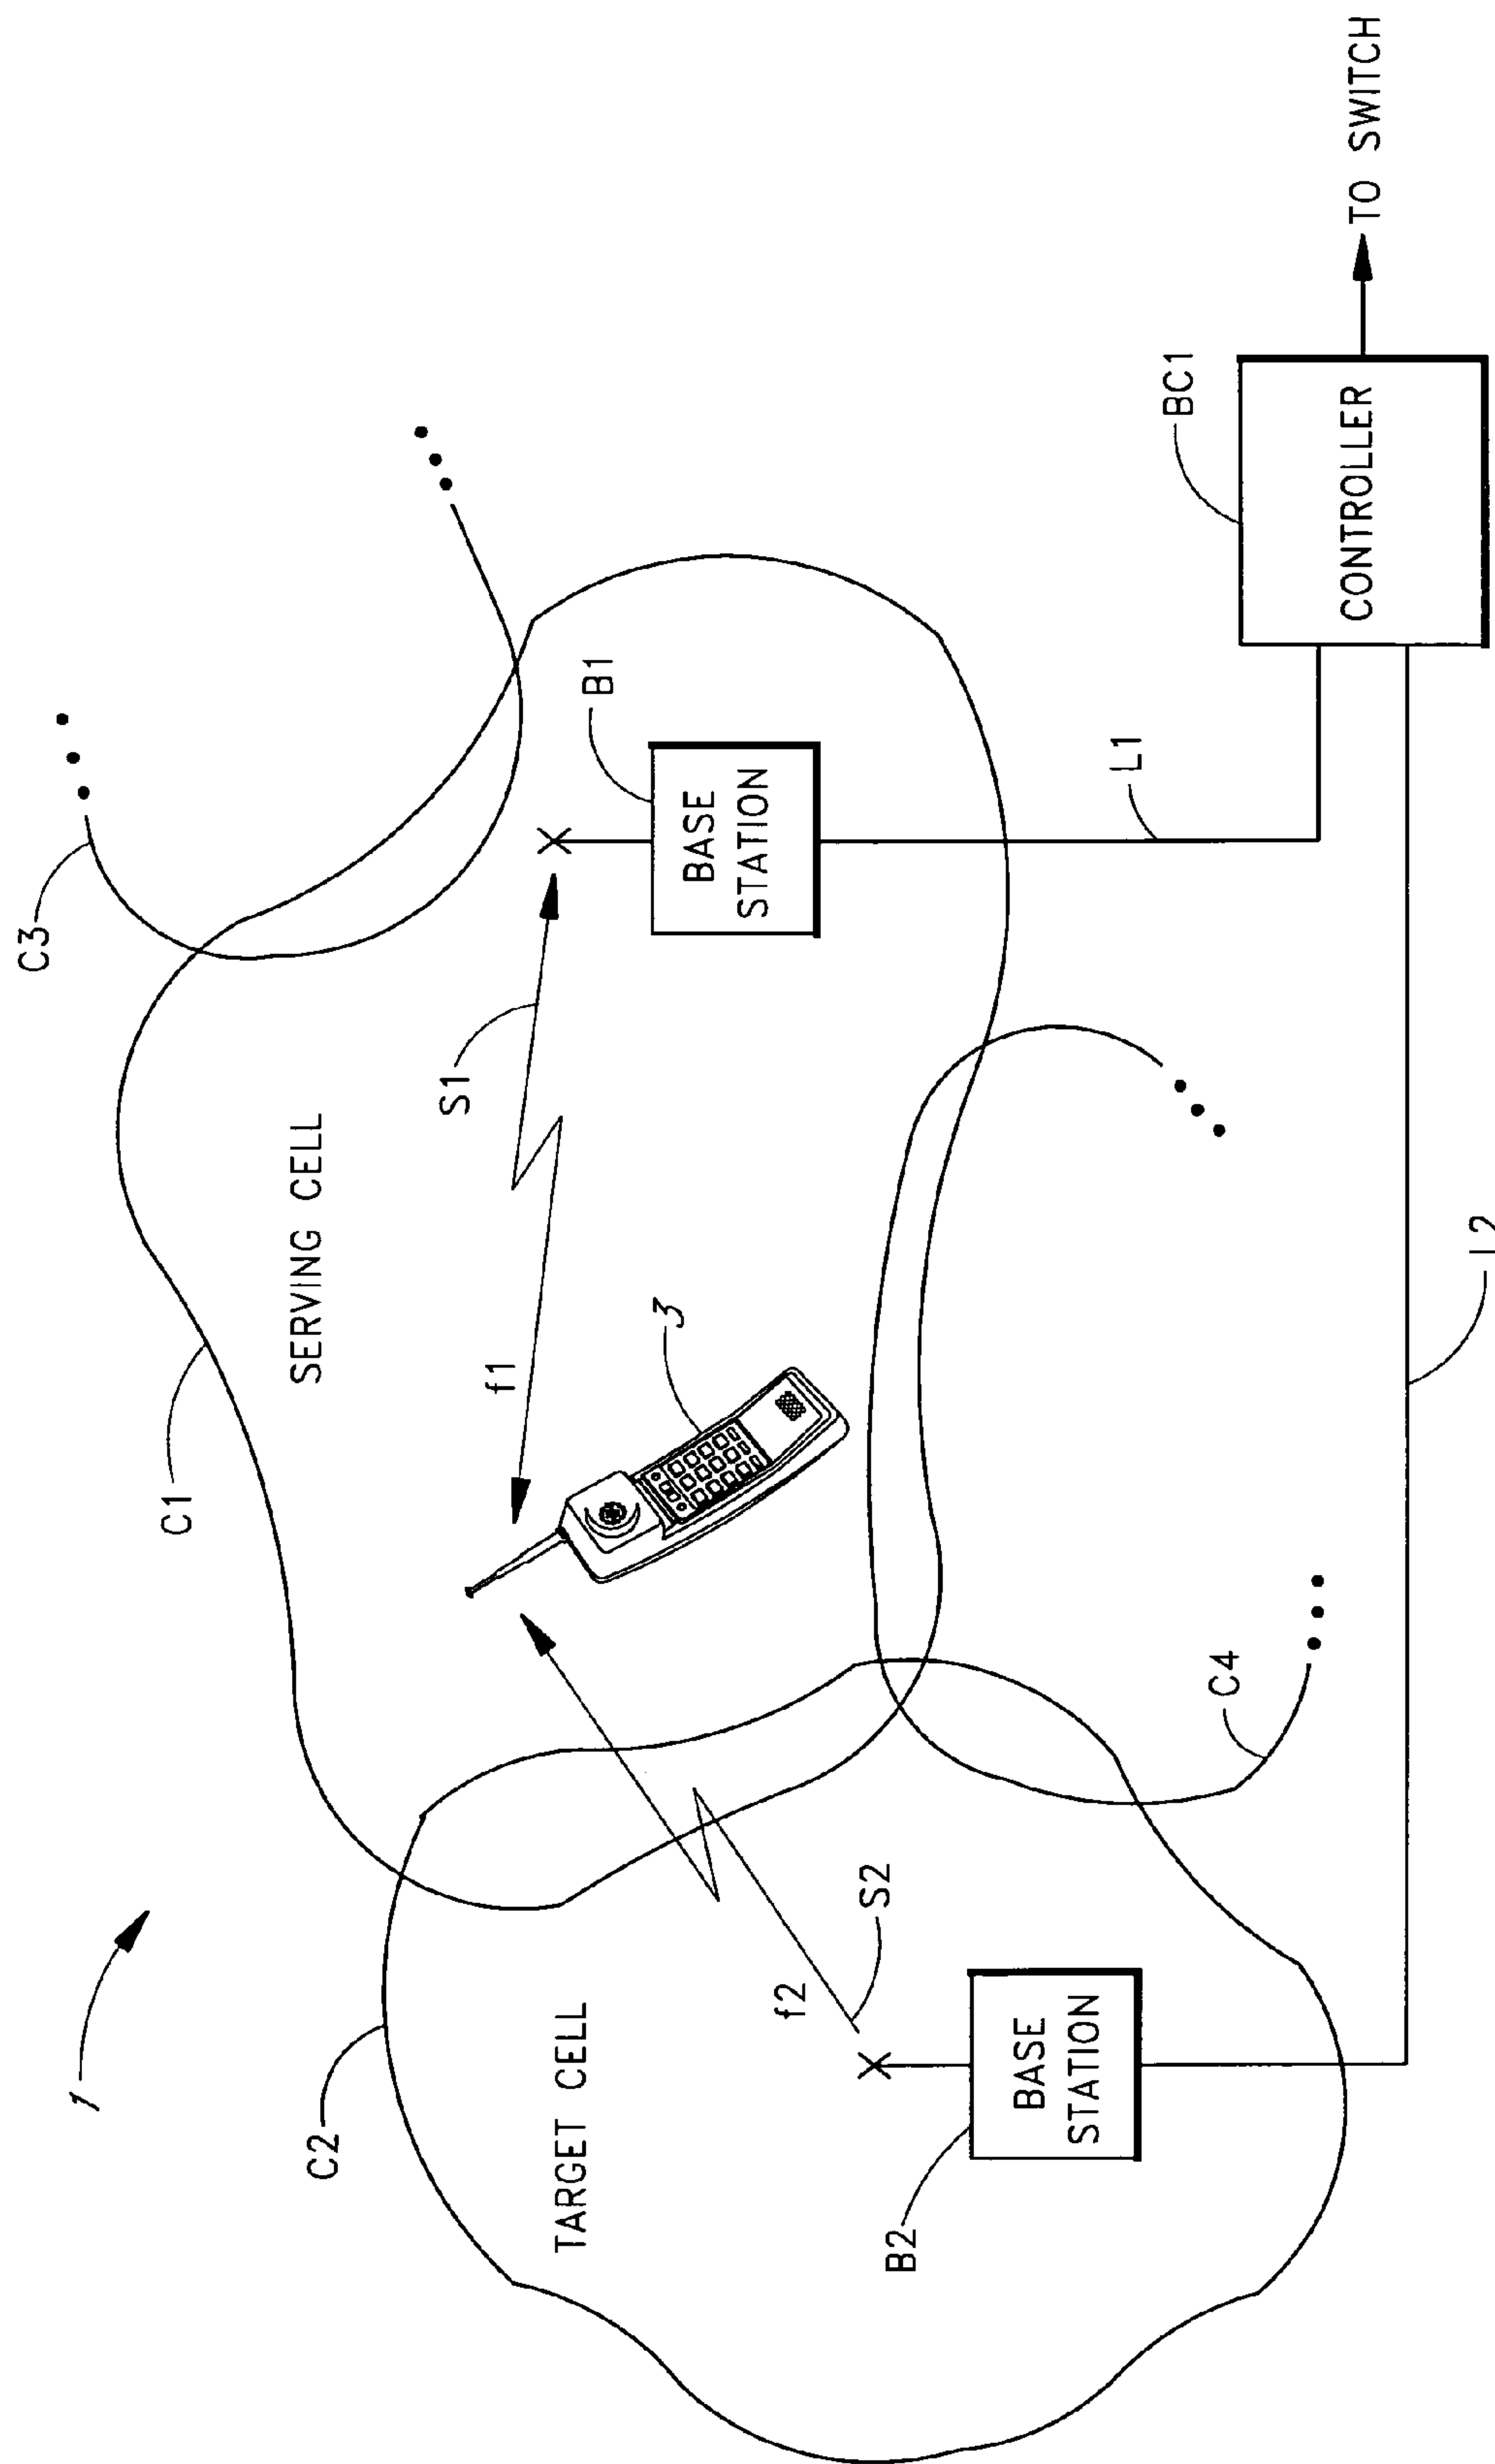 1
C3
C1
C2
SERVING CELL
TARGET CELL
S1
f1
3
B1
BASE
STATION
f2
S2
B2
BASE
STATION
C4
L1
L2
BC1
CONTROLLER
TO SWITCH